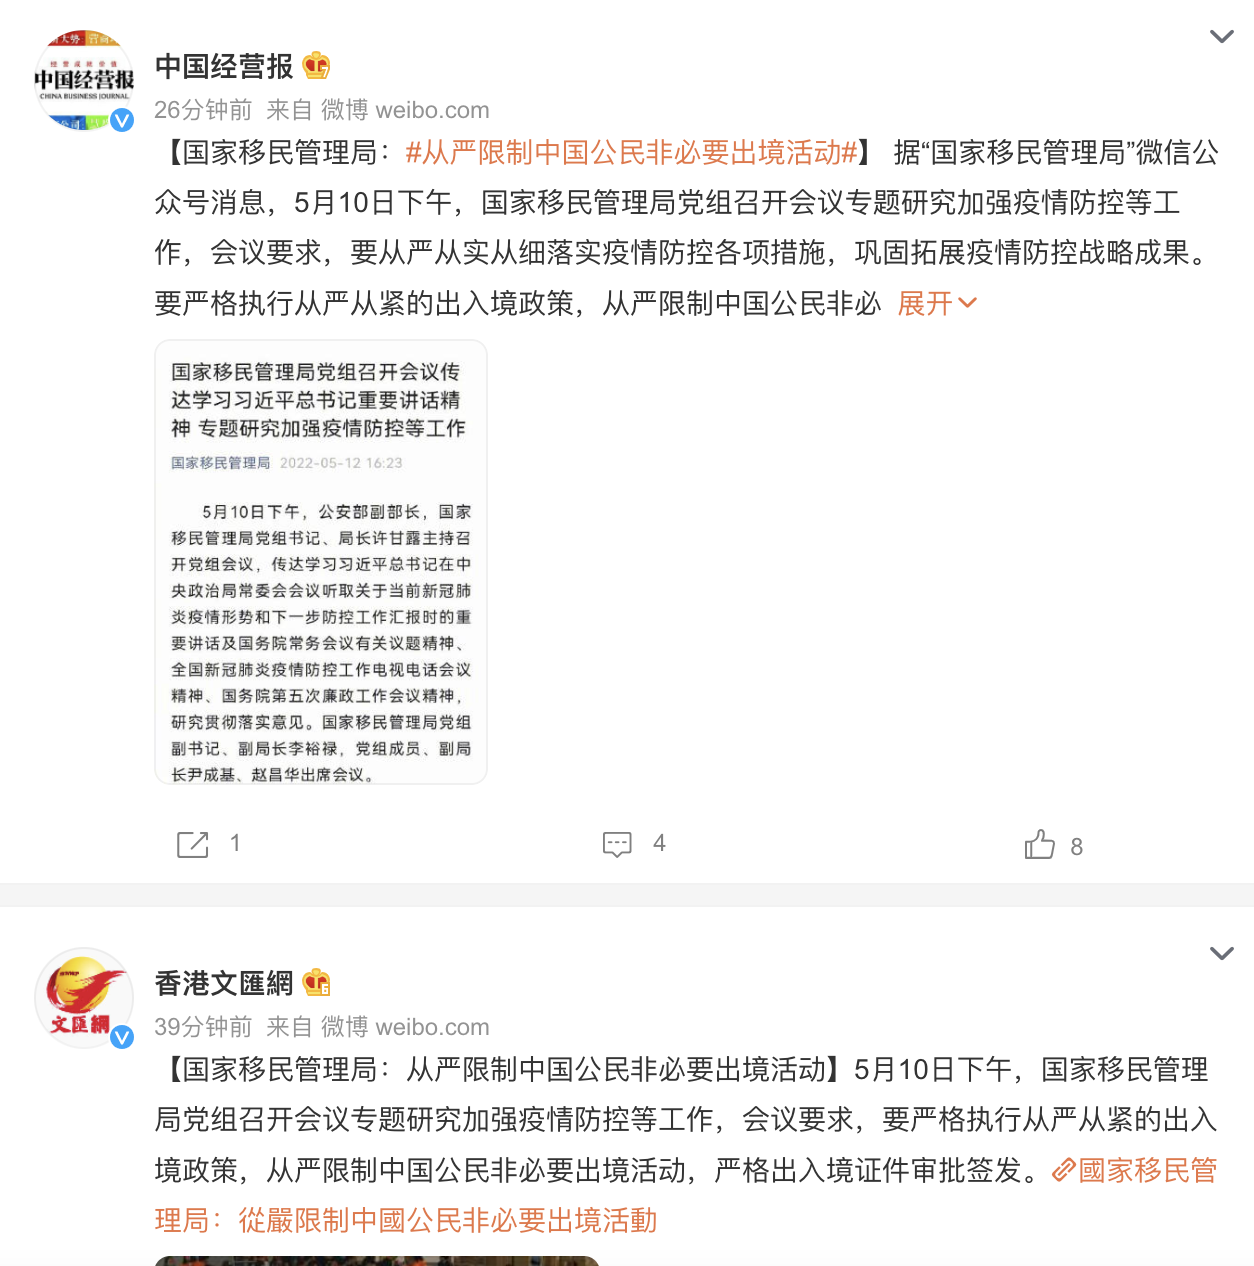 经营成就价值
中国经营报
CHINA BUSINESS JOURNAL
中国经营报
26分钟前 来自 微博 weibo.com
【国家移民管理局：#从严限制中国公民非必要出境活动#】 据“国家移民管理局”微信公
众号消息，5月10日下午，国家移民管理局党组召开会议专题研究加强疫情防控等工
作，会议要求，要从严从实从细落实疫情防控各项措施，巩固拓展疫情防控战略成果。
要严格执行从严从紧的出入境政策，从严限制中国公民非必 展开
国家移民管理局党组召开会议传
达学习习近平总书记重要讲话精
神 专题研究加强疫情防控等工作
国家移民管理局 2022-05-12 16:23
5月10日下午，公安部副部长，国家
移民管理局党组书记、局长许甘露主持召
开党组会议，传达学习习近平总书记在中
央政治局常委会会议听取关于当前新冠肺
炎疫情形势和下一步防控工作汇报时的重
要讲话及国务院常务会议有关议题精神、
全国新冠肺炎疫情防控工作电视电话会议
精神、国务院第五次廉政工作会议精神，
研究贯彻落实意见。国家移民管理局党组
副书记、副局长李裕禄，党组成员、副局
长尹成基、赵昌华出席会议。
1 4 8
文匯網
香港文匯網
39分钟前 来自 微博 weibo.com
【国家移民管理局：从严限制中国公民非必要出境活动】5月10日下午，国家移民管理
局党组召开会议专题研究加强疫情防控等工作，会议要求，要严格执行从严从紧的出入
境政策，从严限制中国公民非必要出境活动，严格出入境证件审批签发。國家移民管
理局：從嚴限制中國公民非必要出境活動